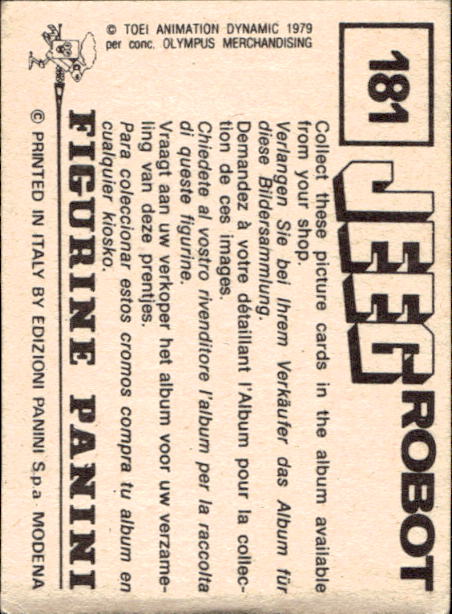 181
JEEG ROBOT
Collect these picture cards in the album available
from your shop.
Verlangen Sie bei Ihrem Verkäufer das Album für
diese Bildersammlung.
Demandez à votre détaillant l'Album pour la collec-
tion de ces images.
Chiedete al vostro rivenditore l'album per la raccolta
di queste figurine.
Vraagt aan uw verkoper het album voor uw verzame-
ling van deze prentjes.
Para coleccionar estos cromos compra tu album en
cualquier kiosko.
FIGURINE PANINI
© PRINTED IN ITALY BY EDIZIONI PANINI S.p.a - MODENA
© TOEI ANIMATION DYNAMIC 1979
per conc. OLYMPUS MERCHANDISING